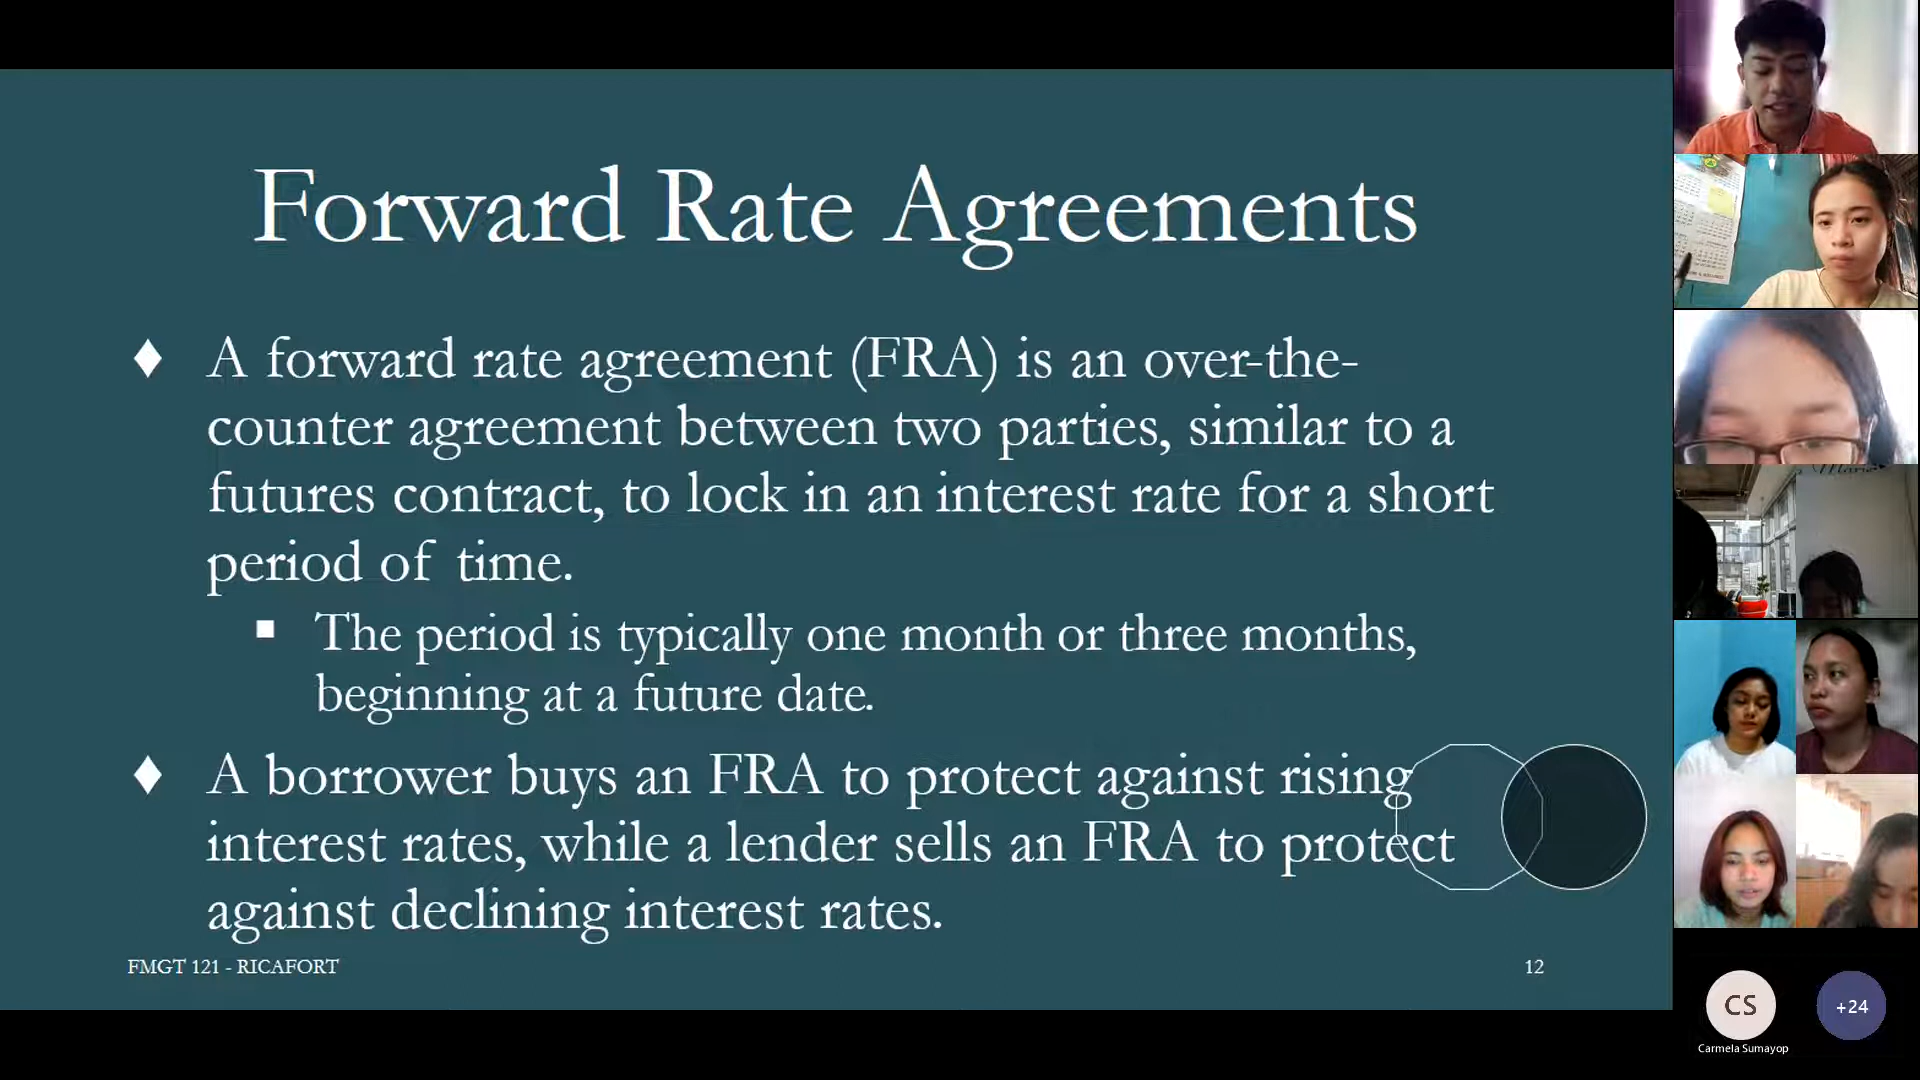 Forward Rate Agreements
♦ A forward rate agreement (FRA) is an over-the-
counter agreement between two parties, similar to a
futures contract, to lock in an interest rate for a short
period of time.
▪ The period is typically one month or three months,
beginning at a future date.
♦ A borrower buys an FRA to protect against rising
interest rates, while a lender sells an FRA to protect
against declining interest rates.
FMGT 121 - RICAFORT
12
CS
+24
Carmela Sumayop